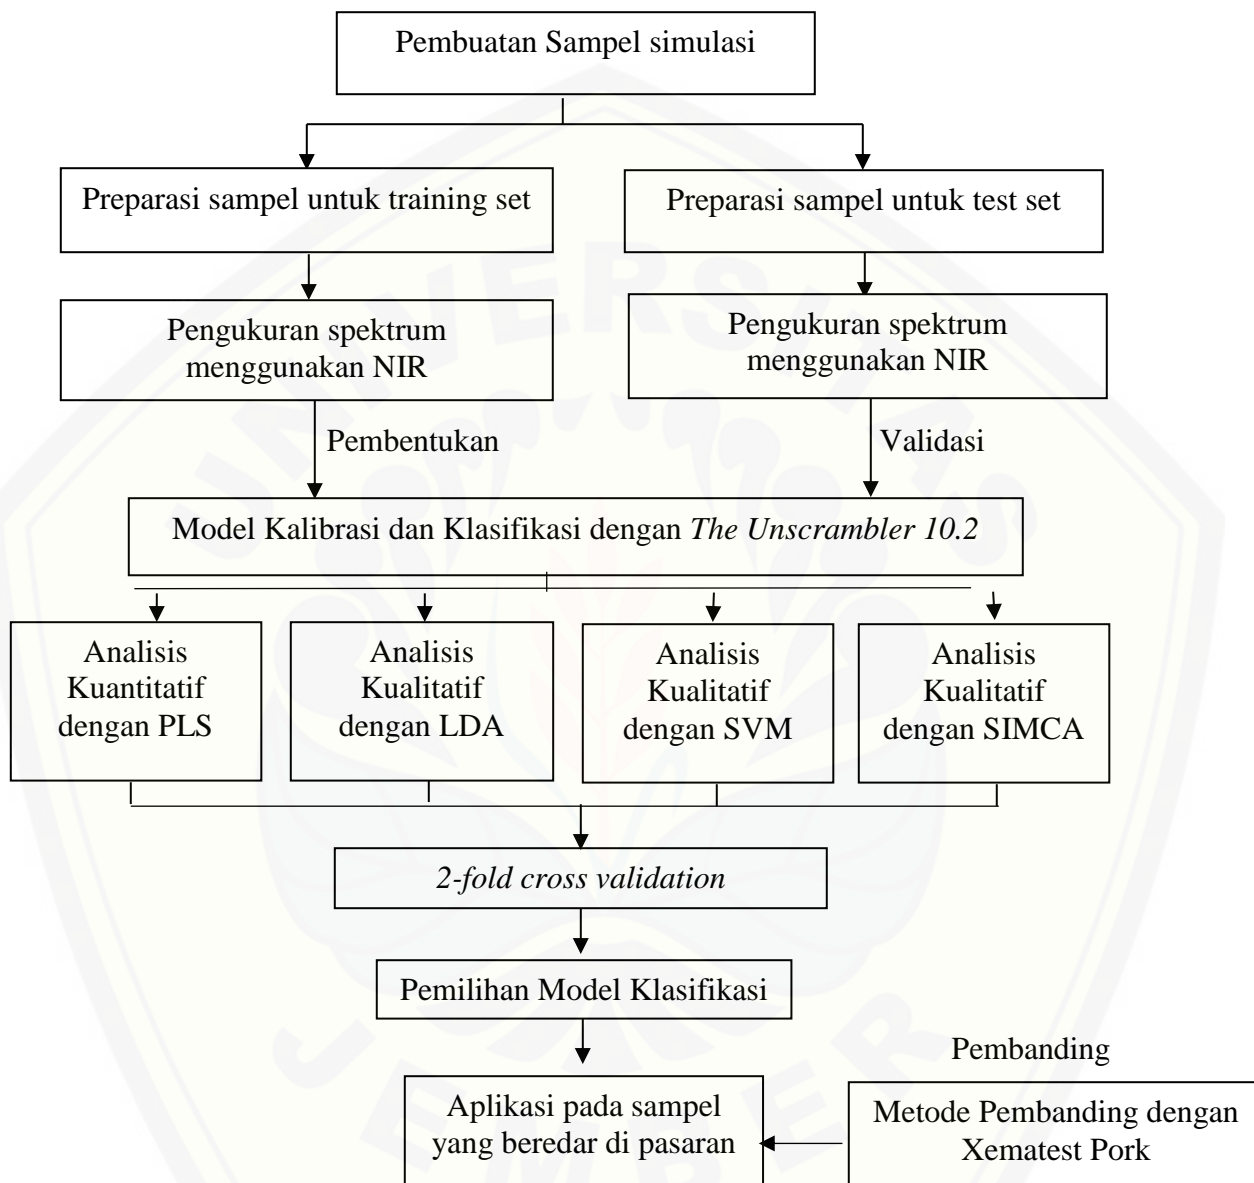 Pembuatan Sampel simulasi
Preparasi sampel untuk training set
Preparasi sampel untuk test set
Pengukuran spektrum
menggunakan NIR
Pengukuran spektrum
menggunakan NIR
Pembentukan
Validasi
Model Kalibrasi dan Klasifikasi dengan The Unscrambler 10.2
Analisis
Kuantitatif
dengan PLS
Analisis
Kualitatif
dengan LDA
Analisis
Kualitatif
dengan SVM
Analisis
Kualitatif
dengan SIMCA
2-fold cross validation
Pemilihan Model Klasifikasi
Pembanding
Aplikasi pada sampel
yang beredar di pasaran
Metode Pembanding dengan
Xematest Pork
UNIVERSITAS
JEMBER